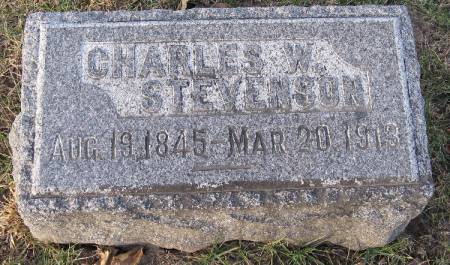 CHARLES W.
STEVENSON
AUG. 19, 1845 - MAR. 20, 1913